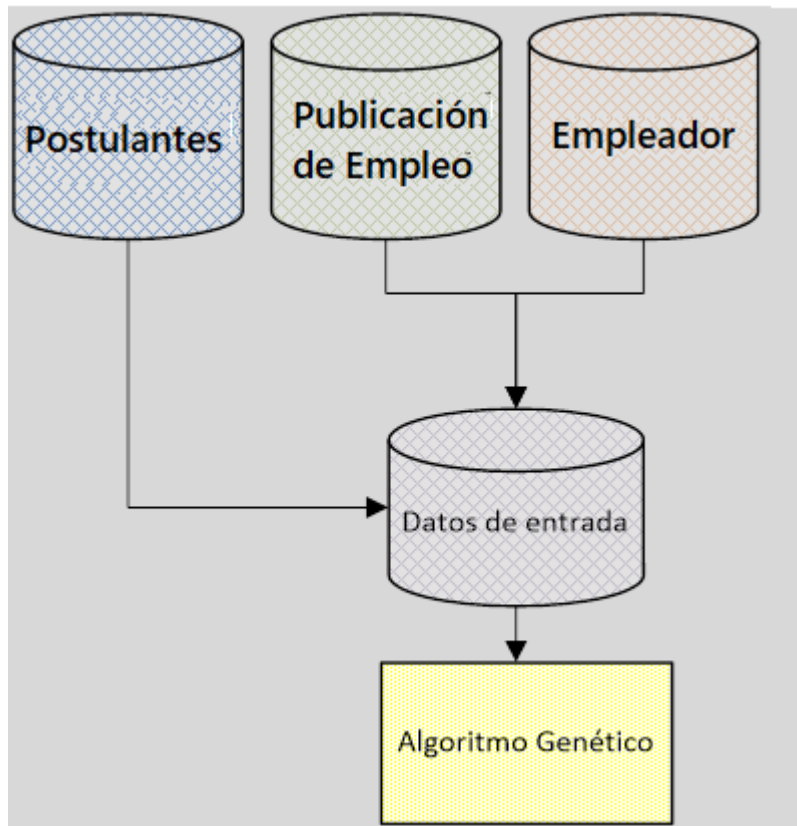 Postulantes
Publicación
de Empleo
Empleador
Datos de entrada
Algoritmo Genético